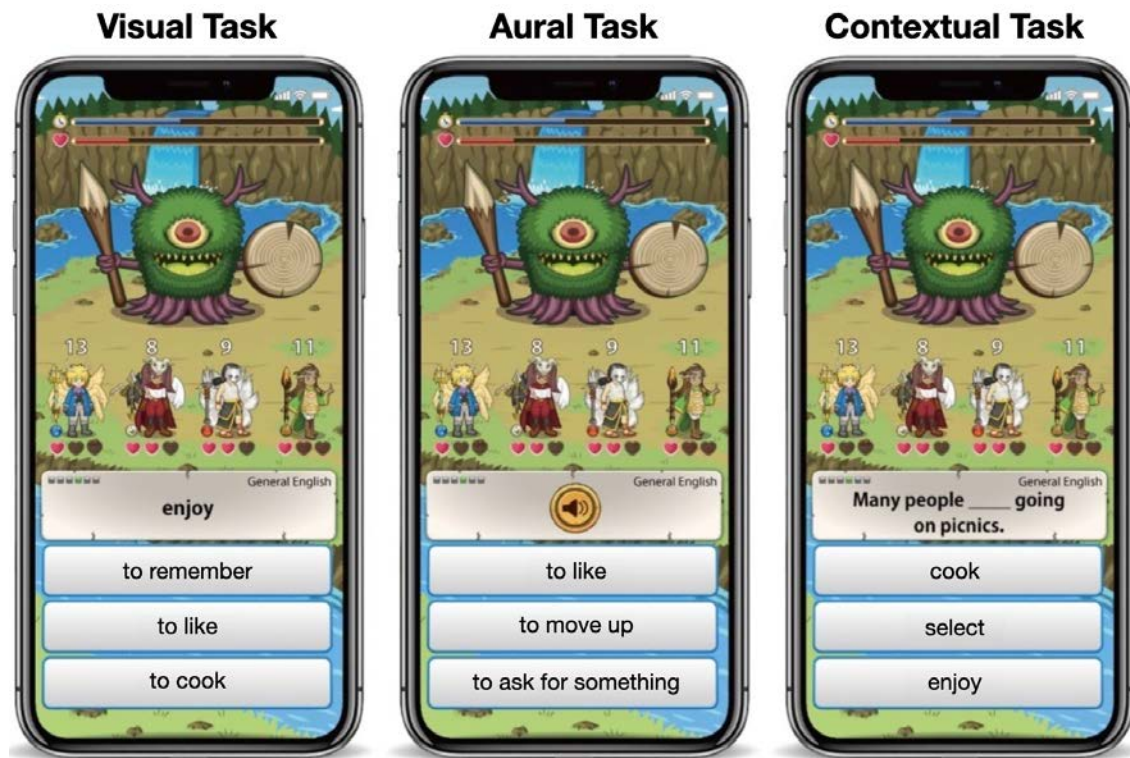 Visual Task
Aural Task
Contextual Task
13 8 9 11
General English
enjoy
to remember
to like
to cook
13 8 9 11
General English
to like
to move up
to ask for something
13 8 9 11
General English
Many people ____ going
on picnics.
cook
select
enjoy